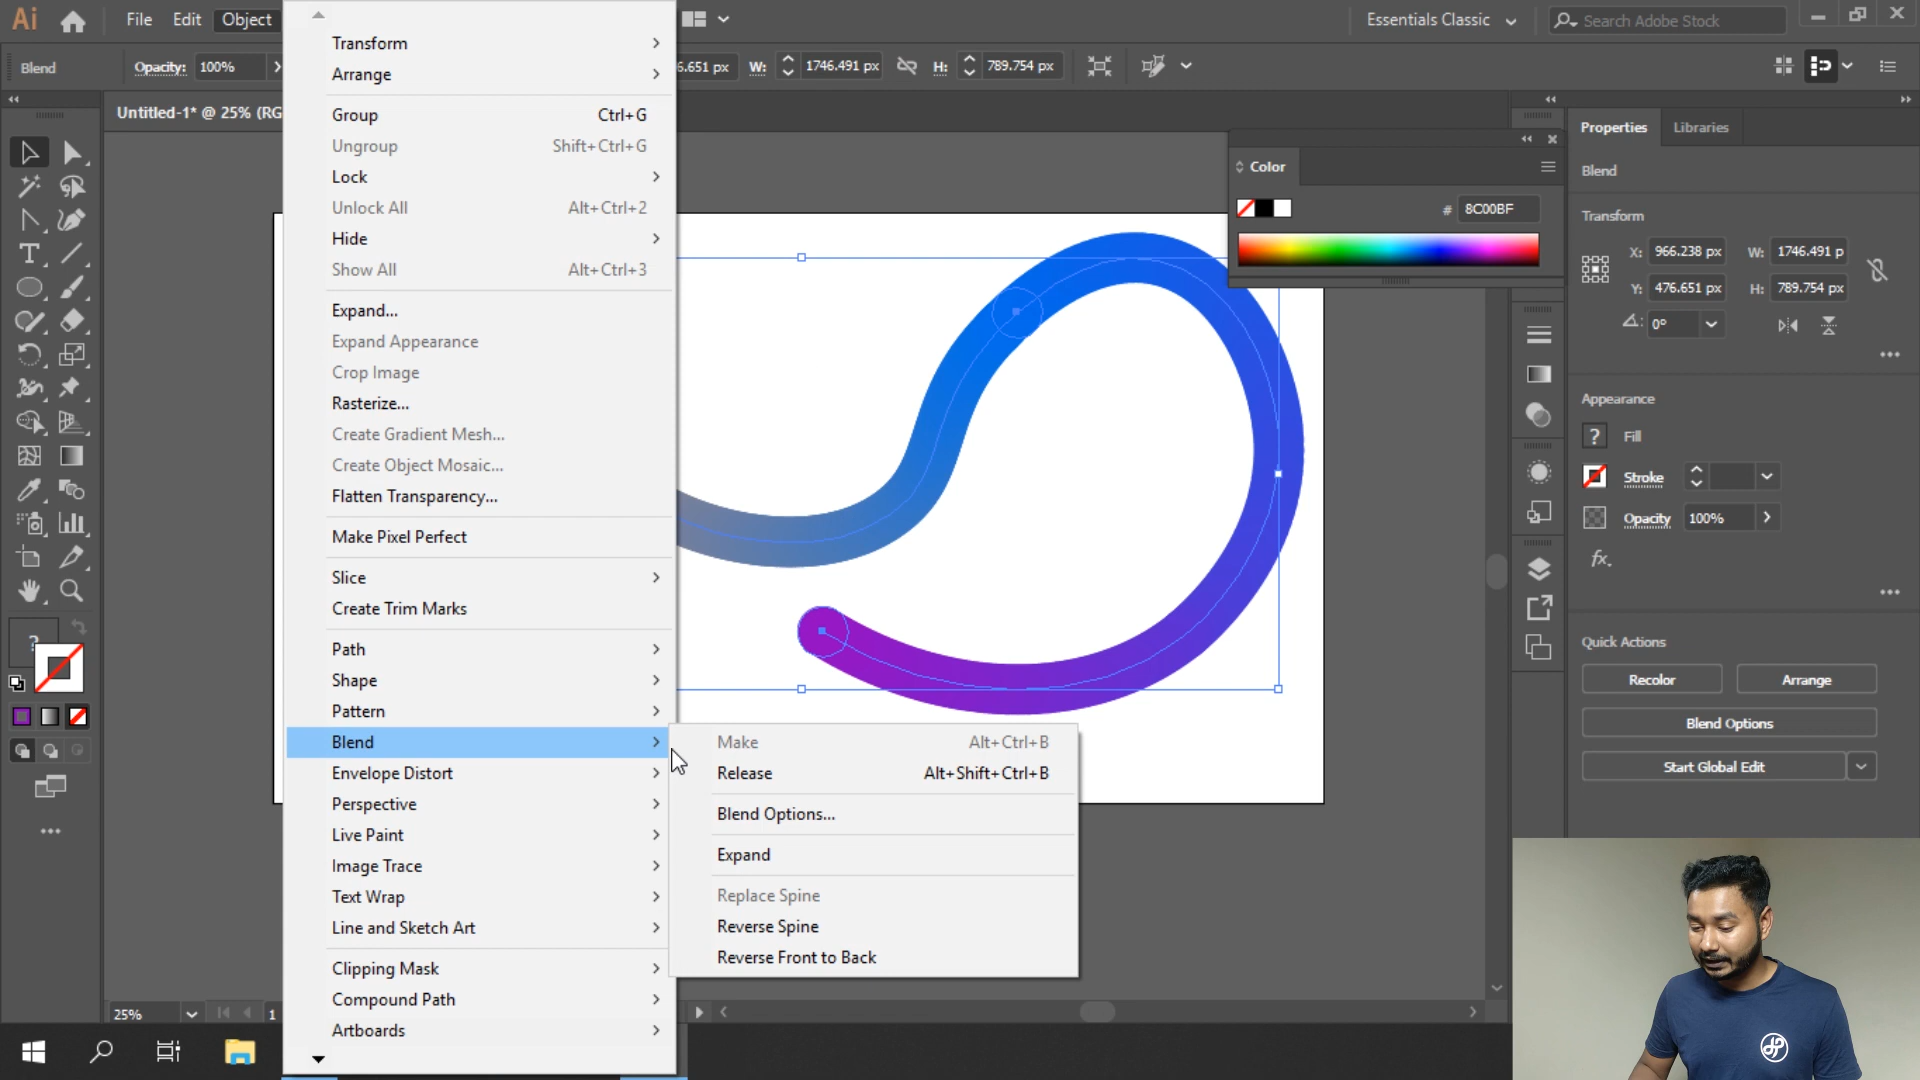 Ai File Edit Object Essentials Classic Search Adobe Stock
Blend Opacity: 100% 6.651 px W: 1746.491 px H: 789.754 px
Untitled-1* @ 25% (RG
Transform
Arrange
Group Ctrl+G
Ungroup Shift+Ctrl+G
Lock
Unlock All Alt+Ctrl+2
Hide
Show All Alt+Ctrl+3
Expand...
Expand Appearance
Crop Image
Rasterize...
Create Gradient Mesh...
Create Object Mosaic...
Flatten Transparency...
Make Pixel Perfect
Slice
Create Trim Marks
Path
Shape
Pattern
Blend
Envelope Distort
Perspective
Live Paint
Image Trace
Text Wrap
Line and Sketch Art
Clipping Mask
Compound Path
Artboards
Make Alt+Ctrl+B
Release Alt+Shift+Ctrl+B
Blend Options...
Expand
Replace Spine
Reverse Spine
Reverse Front to Back
Color
# 8C00BF
Properties Libraries
Blend
Transform
X: 966.238 px W: 1746.491 p
Y: 476.651 px H: 789.754 px
0°
Appearance
? Fill
Stroke
Opacity 100%
fx.
Quick Actions
Recolor Arrange
Blend Options
Start Global Edit
?
25% 1